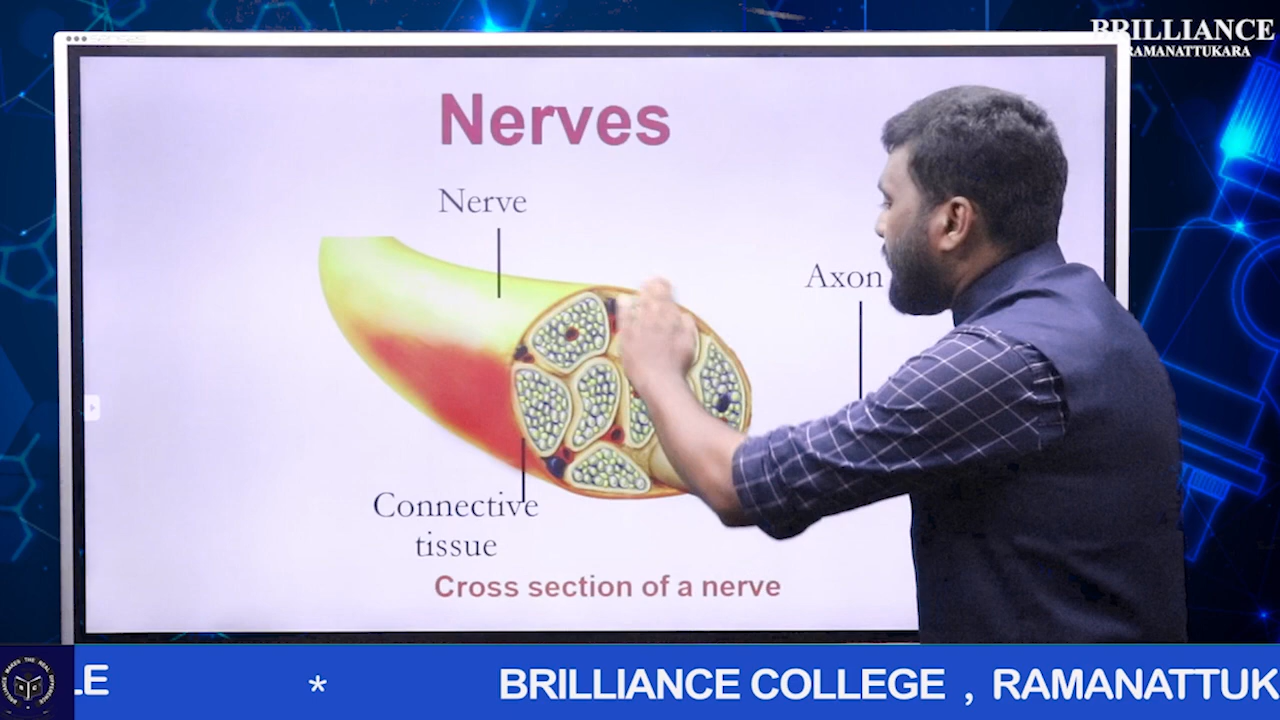 BRILLIANCE
RAMANATTUKARA
Nerves
Nerve
Axon
Connective
tissue
Cross section of a nerve
LE * BRILLIANCE COLLEGE , RAMANATTUK